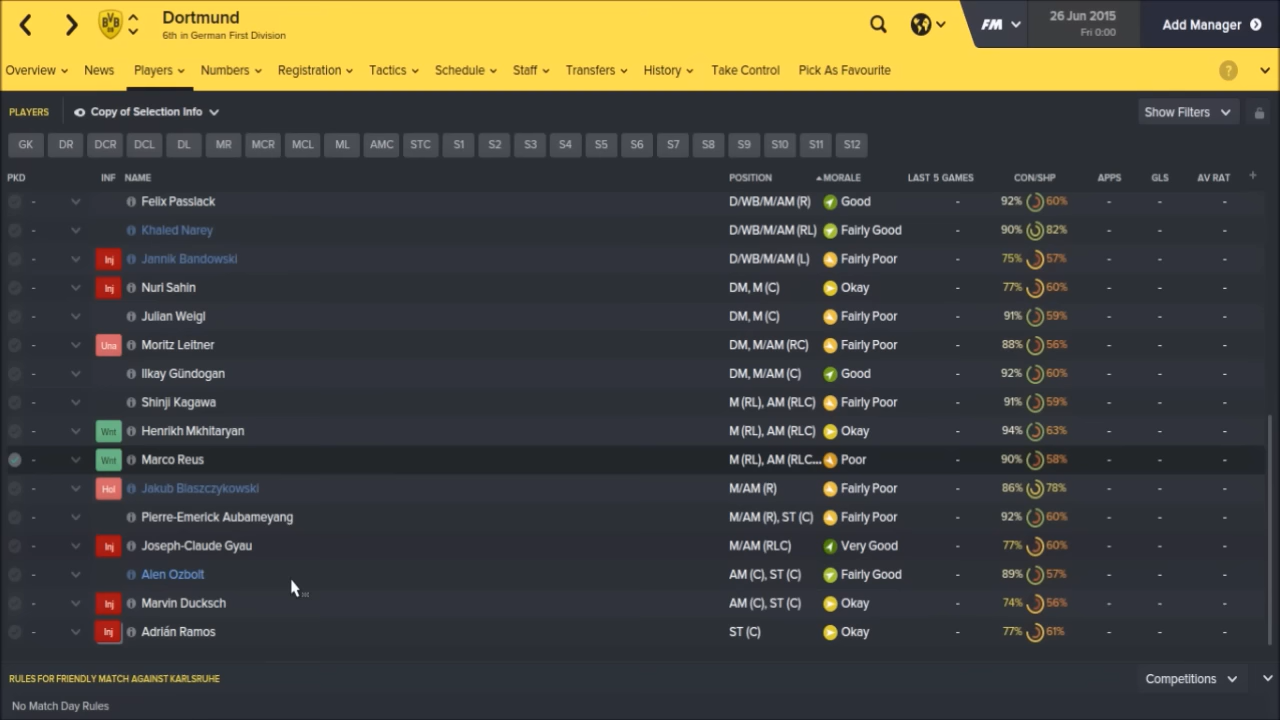 Dortmund
6th in German First Division
FM
26 Jun 2015
Fri 0:00
Add Manager
Overview News Players Numbers Registration Tactics Schedule Staff Transfers History Take Control Pick As Favourite ?
PLAYERS Copy of Selection Info Show Filters
GK DR DCR DCL DL MR MCR MCL ML AMC STC S1 S2 S3 S4 S5 S6 S7 S8 S9 S10 S11 S12
PKD INF NAME POSITION MORALE LAST 5 GAMES CON/SHP APPS GLS AV RAT +
- Felix Passlack D/WB/M/AM (R) Good - 92% 60% - - -
- Khaled Narey D/WB/M/AM (RL) Fairly Good - 90% 82% - - -
- Inj Jannik Bandowski D/WB/M/AM (L) Fairly Poor - 75% 57% - - -
- Inj Nuri Sahin DM, M (C) Okay - 77% 60% - - -
- Julian Weigl DM, M (C) Fairly Poor - 91% 59% - - -
- Una Moritz Leitner DM, M/AM (RC) Fairly Poor - 88% 56% - - -
- Ilkay Gündogan DM, M/AM (C) Good - 92% 60% - - -
- Shinji Kagawa M (RL), AM (RLC) Fairly Poor - 91% 59% - - -
- Wnt Henrikh Mkhitaryan M (RL), AM (RLC) Okay - 94% 63% - - -
- Wnt Marco Reus M (RL), AM (RLC... Poor - 90% 58% - - -
- Hol Jakub Blaszczykowski M/AM (R) Fairly Poor - 86% 78% - - -
- Pierre-Emerick Aubameyang M/AM (R), ST (C) Fairly Poor - 92% 60% - - -
- Inj Joseph-Claude Gyau M/AM (RLC) Very Good - 77% 60% - - -
- Alen Ozbolt AM (C), ST (C) Fairly Good - 89% 57% - - -
- Inj Marvin Ducksch AM (C), ST (C) Okay - 74% 56% - - -
- Inj Adrián Ramos ST (C) Okay - 77% 61% - - -
RULES FOR FRIENDLY MATCH AGAINST KARLSRUHE Competitions
No Match Day Rules